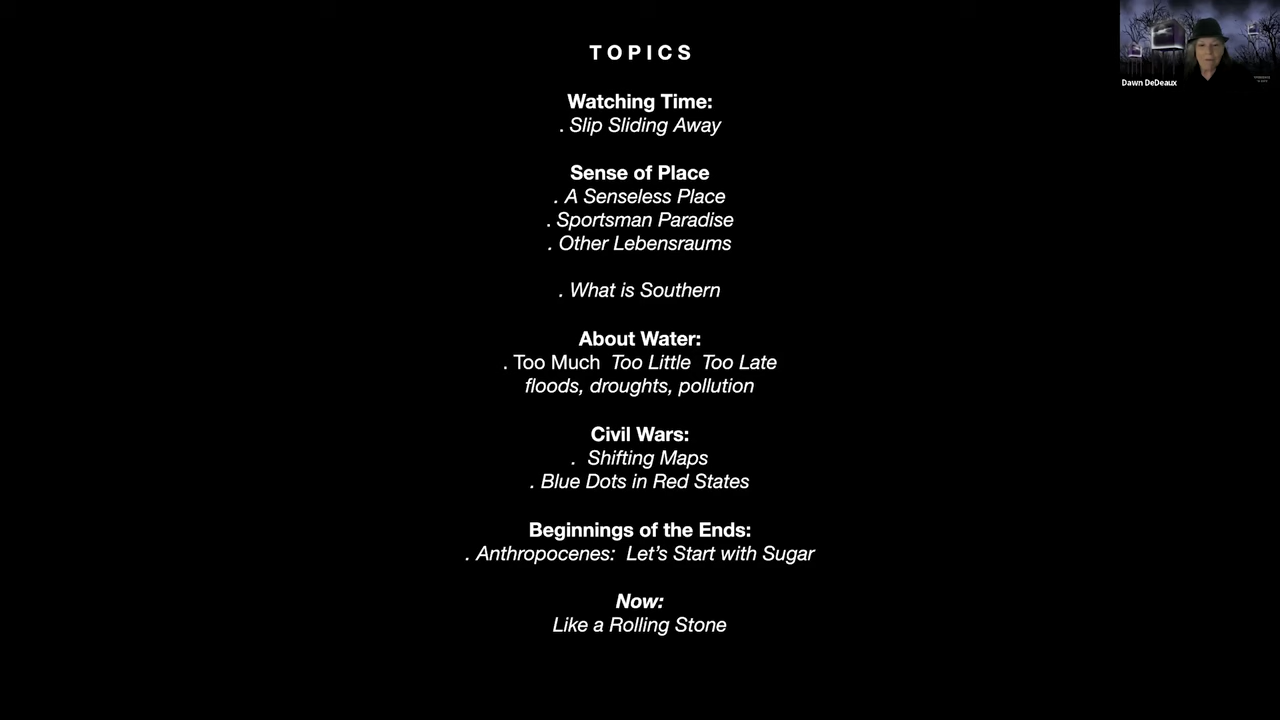 TOPICS
Watching Time:
. Slip Sliding Away
Sense of Place
. A Senseless Place
. Sportsman Paradise
. Other Lebensraums
. What is Southern
About Water:
. Too Much  Too Little  Too Late
floods, droughts, pollution
Civil Wars:
.  Shifting Maps
. Blue Dots in Red States
Beginnings of the Ends:
. Anthropocenes:  Let's Start with Sugar
Now:
Like a Rolling Stone
Dawn DeDeaux